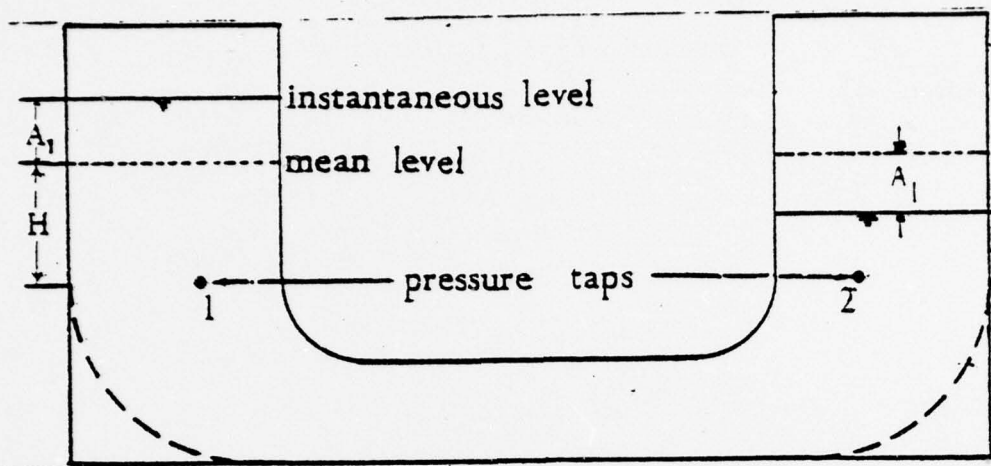 instantaneous level
A1
mean level
A1
H
pressure taps
1
2